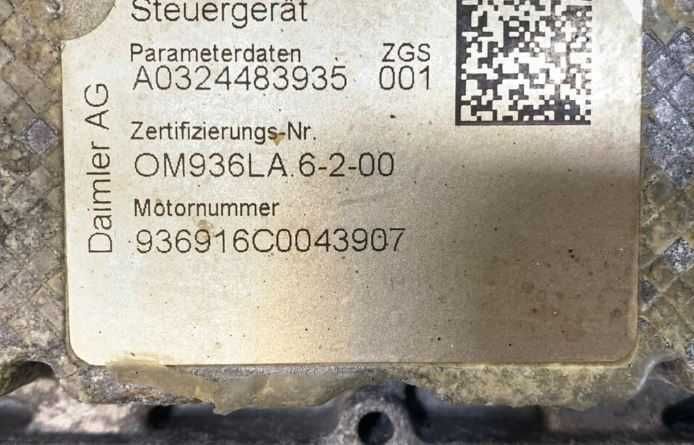 Steuergerät
Parameterdaten ZGS
A0324483935 001
Zertifizierungs-Nr.
OM936LA.6-2-00
Motornummer
936916C0043907
Daimler AG